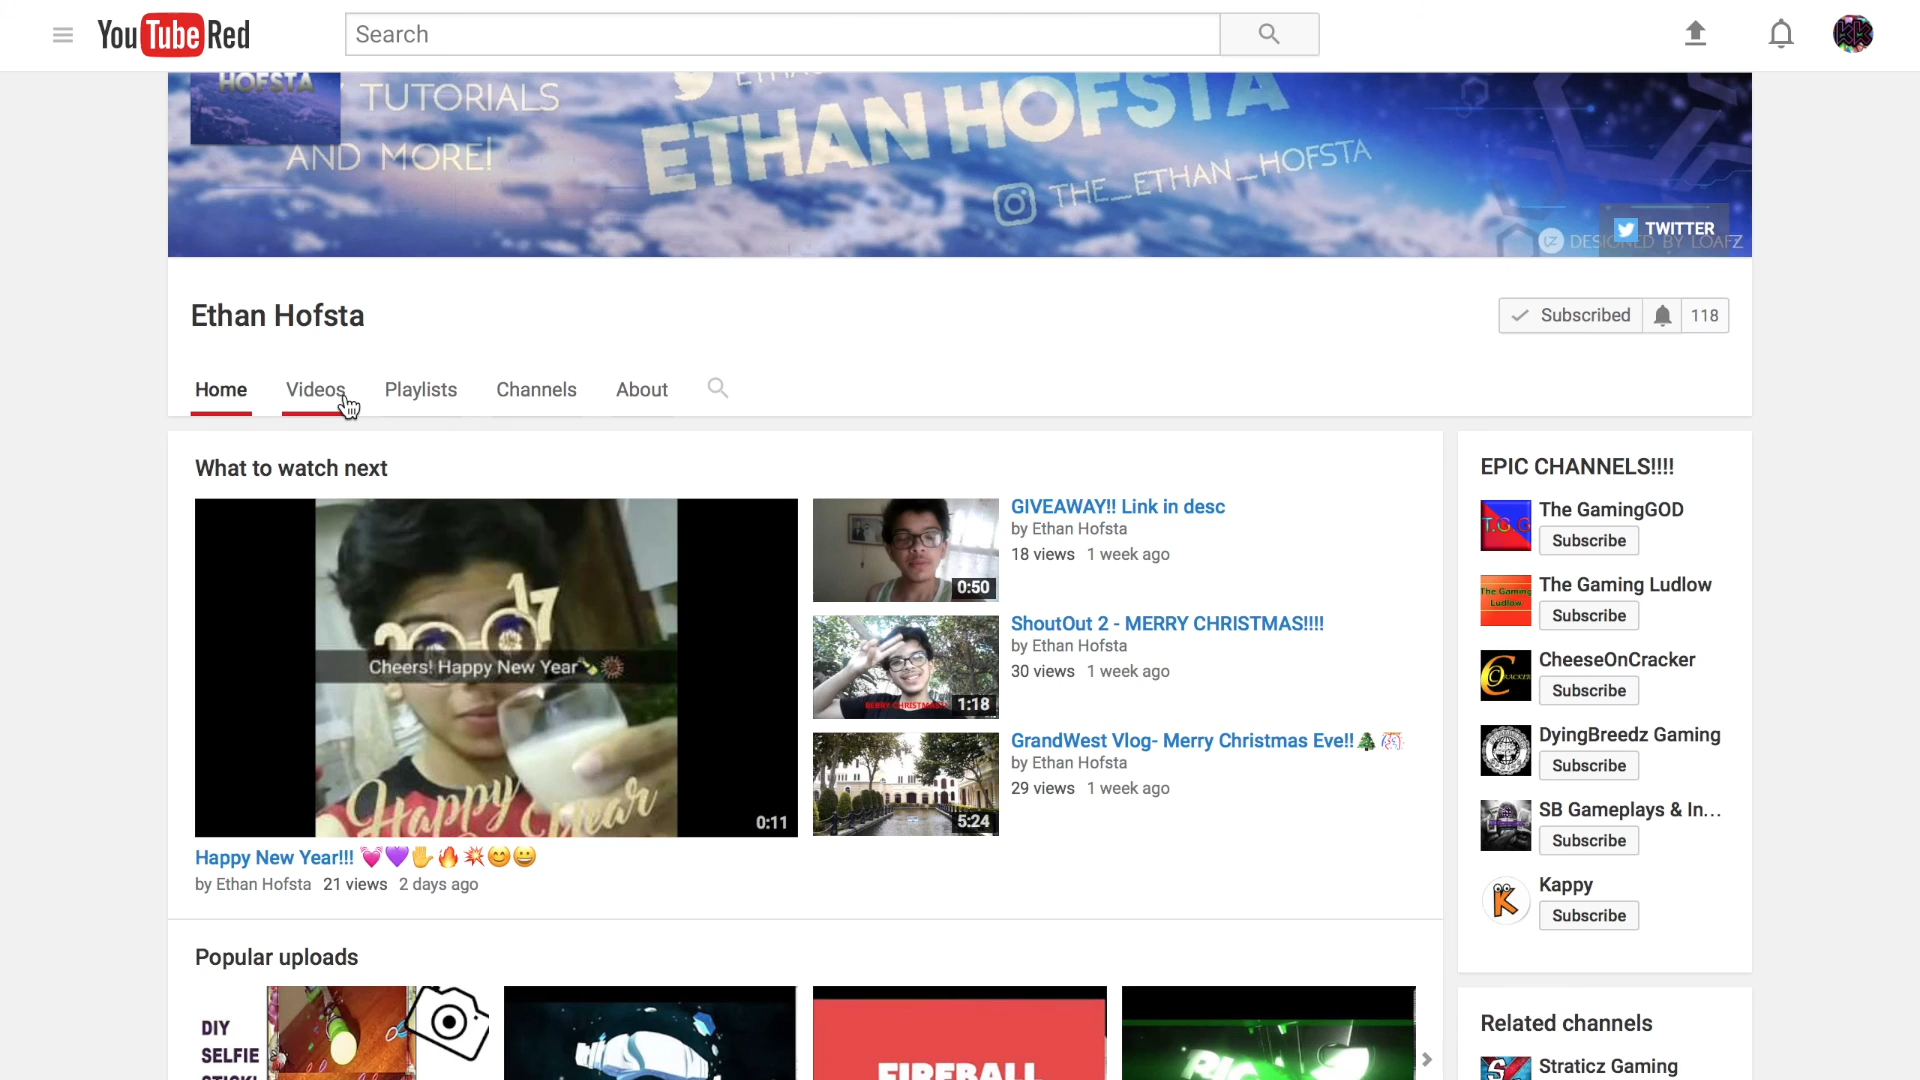 YouTube Red
Search
HOFSTA
TUTORIALS
AND MORE!
ETHAN HOFSTA
THE_ETHAN_HOFSTA
TWITTER
DESIGNED BY LOAFZ
Ethan Hofsta
Subscribed 118
Home Videos Playlists Channels About
What to watch next
2017
Cheers! Happy New Year🍾🎆
Happy
0:11
Happy New Year!!! 💓💜✋🔥💥😊😀
by Ethan Hofsta 21 views 2 days ago
0:50
GIVEAWAY!! Link in desc
by Ethan Hofsta
18 views 1 week ago
MERRY CHRISTMAS
1:18
ShoutOut 2 - MERRY CHRISTMAS!!!!
by Ethan Hofsta
30 views 1 week ago
5:24
GrandWest Vlog- Merry Christmas Eve!!🎄🎅
by Ethan Hofsta
29 views 1 week ago
Popular uploads
DIY
SELFIE
STICK!
FIREBALL
EPIC CHANNELS!!!!
T.G.G
The GamingGOD
Subscribe
The Gaming
Ludlow
The Gaming Ludlow
Subscribe
CRACKER
CheeseOnCracker
Subscribe
DyingBreedz Gaming
Subscribe
SB Gameplays & In...
Subscribe
K
Kappy
Subscribe
Related channels
Straticz Gaming